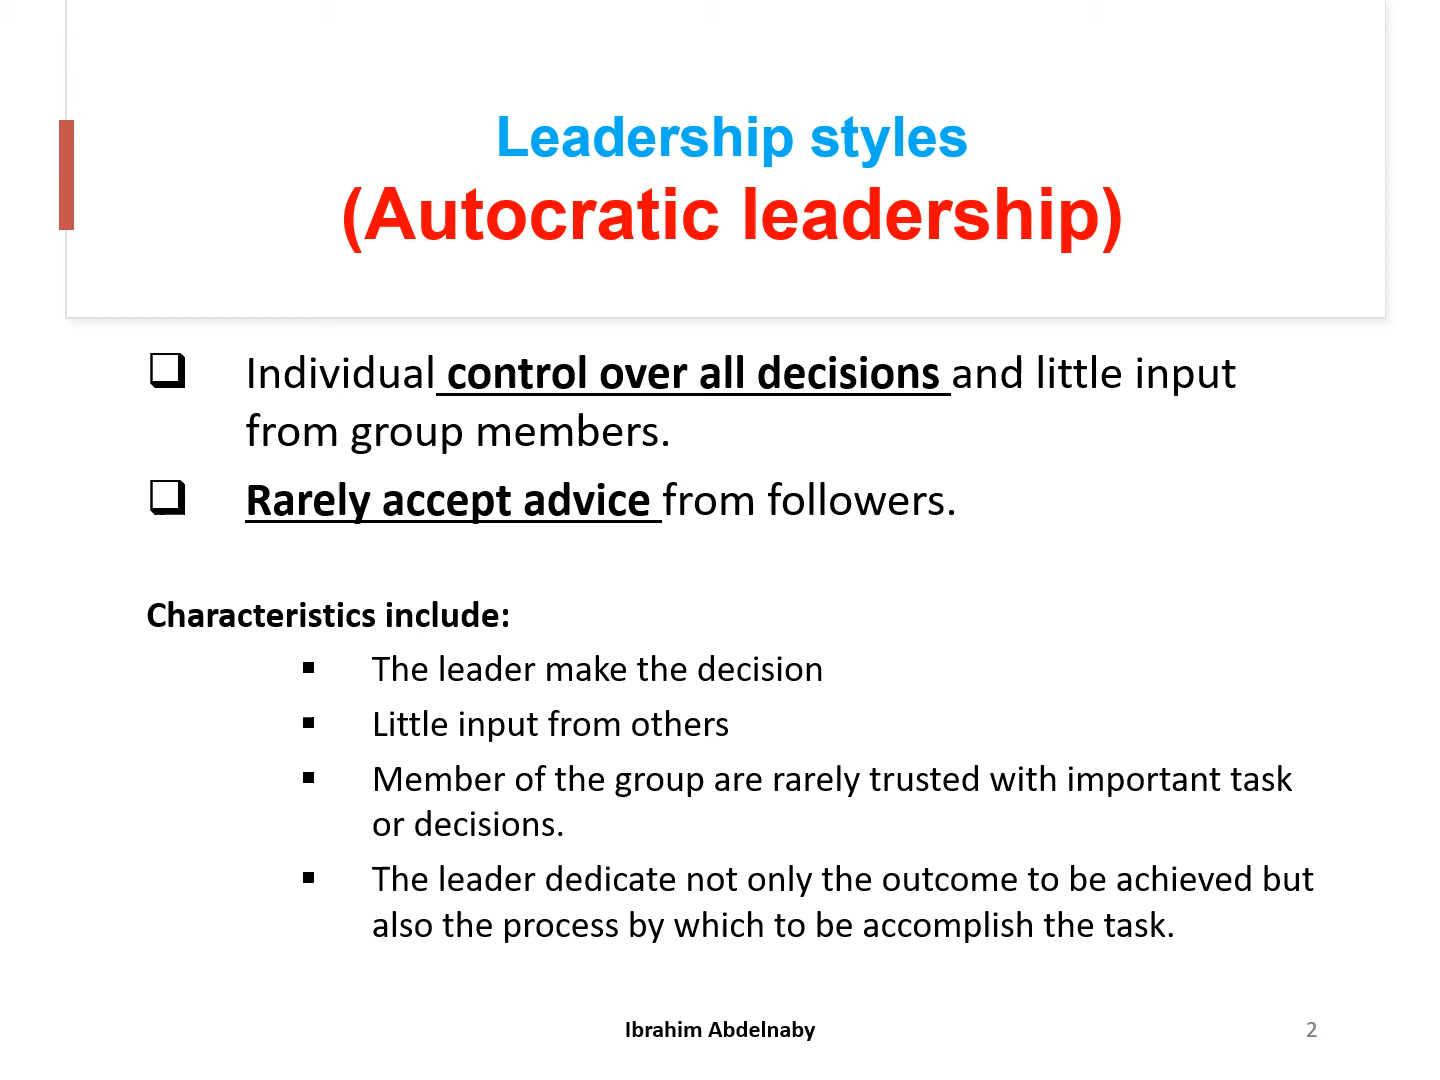 Leadership styles
(Autocratic leadership)
Individual control over all decisions and little input
from group members.
Rarely accept advice from followers.
Characteristics include:
The leader make the decision
Little input from others
Member of the group are rarely trusted with important task
or decisions.
The leader dedicate not only the outcome to be achieved but
also the process by which to be accomplish the task.
Ibrahim Abdelnaby
2